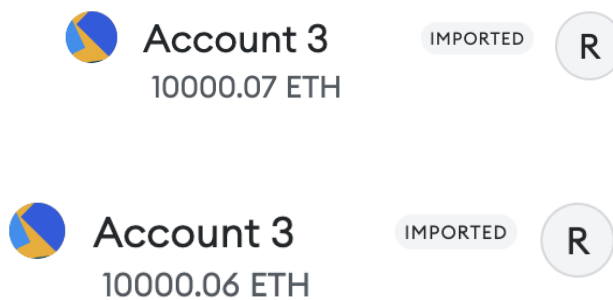 Account 3 IMPORTED R
10000.07 ETH
Account 3 IMPORTED R
10000.06 ETH